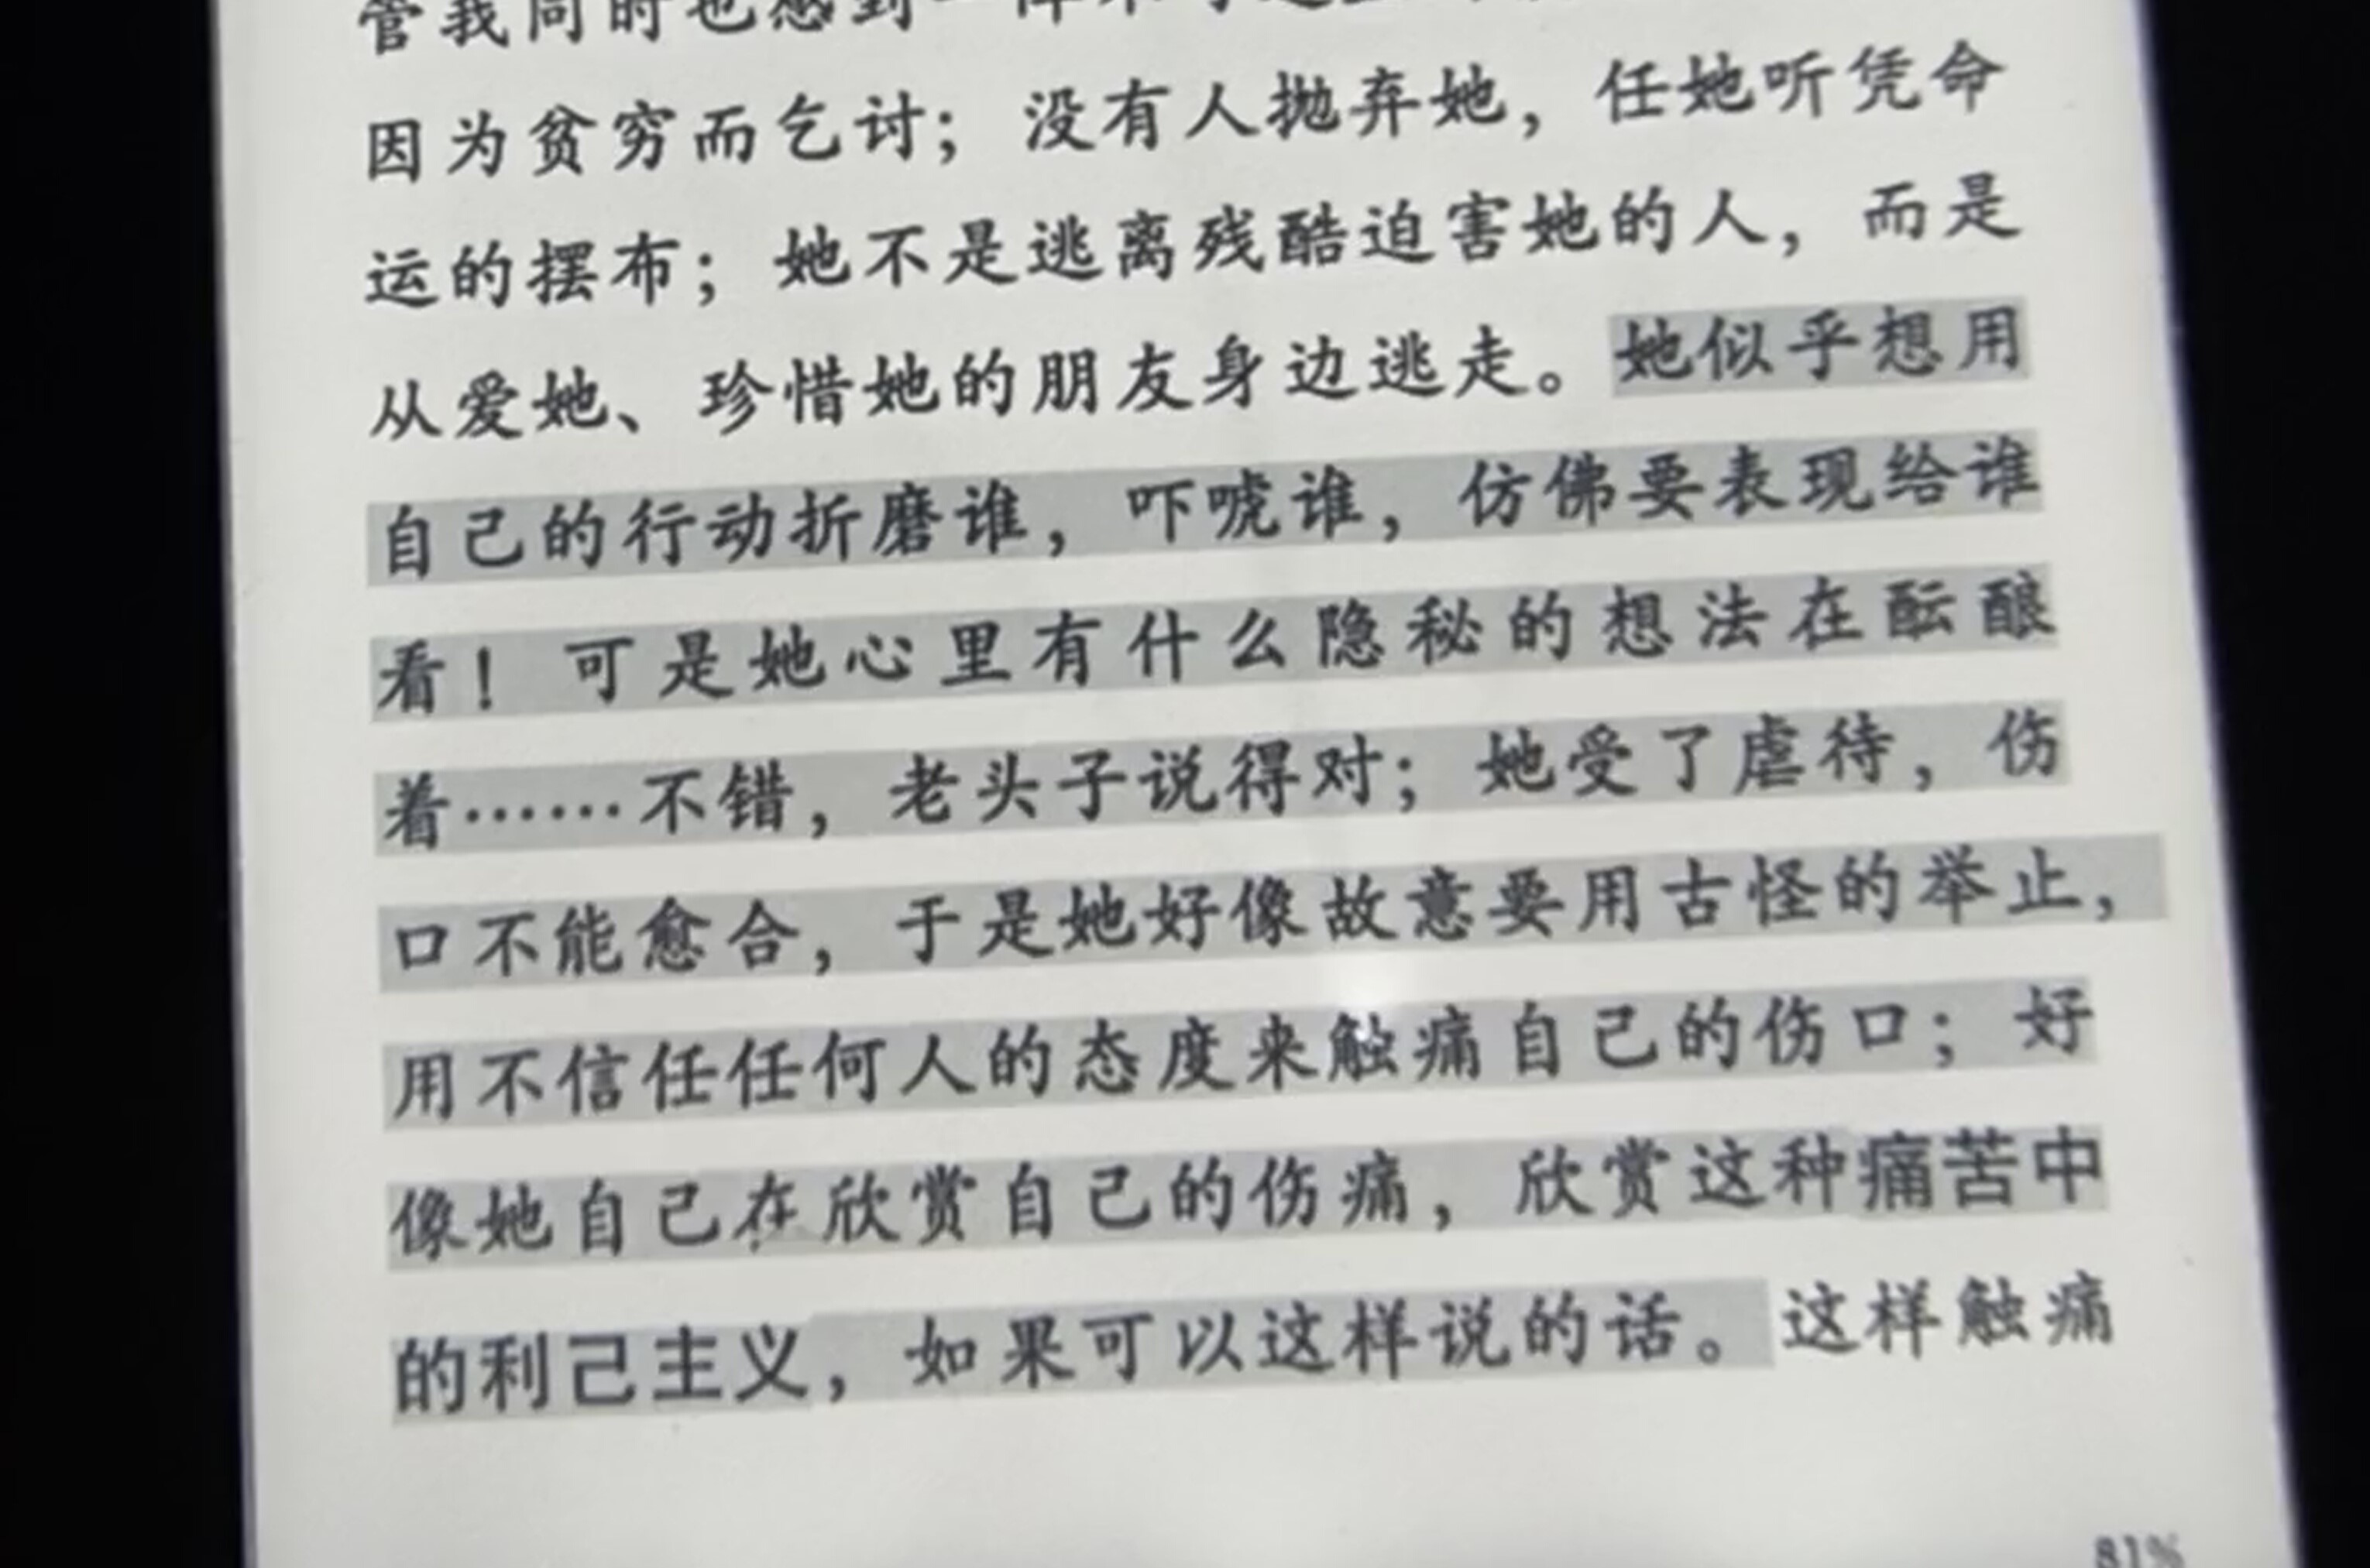 管我同时也感到一阵
因为贫穷而乞讨；没有人抛弃她，任她听凭命
运的摆布；她不是逃离残酷迫害她的人，而是
从爱她、珍惜她的朋友身边逃走。她似乎想用
自己的行动折磨谁，吓唬谁，仿佛要表现给谁
看！可是她心里有什么隐秘的想法在酝酿
着……不错，老头子说得对；她受了虐待，伤
口不能愈合，于是她好像故意要用古怪的举止，
用不信任任何人的态度来触痛自己的伤口；好
像她自己在欣赏自己的伤痛，欣赏这种痛苦中
的利己主义，如果可以这样说的话。这样触痛
81%